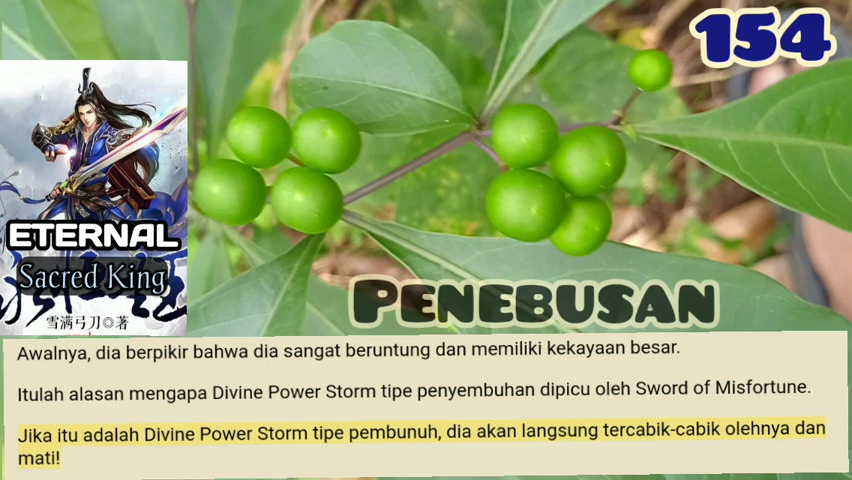 154
ETERNAL
Sacred King
雪满弓刀◎著
PENEBUSAN
Awalnya, dia berpikir bahwa dia sangat beruntung dan memiliki kekayaan besar.
Itulah alasan mengapa Divine Power Storm tipe penyembuhan dipicu oleh Sword of Misfortune.
Jika itu adalah Divine Power Storm tipe pembunuh, dia akan langsung tercabik-cabik olehnya dan
mati!